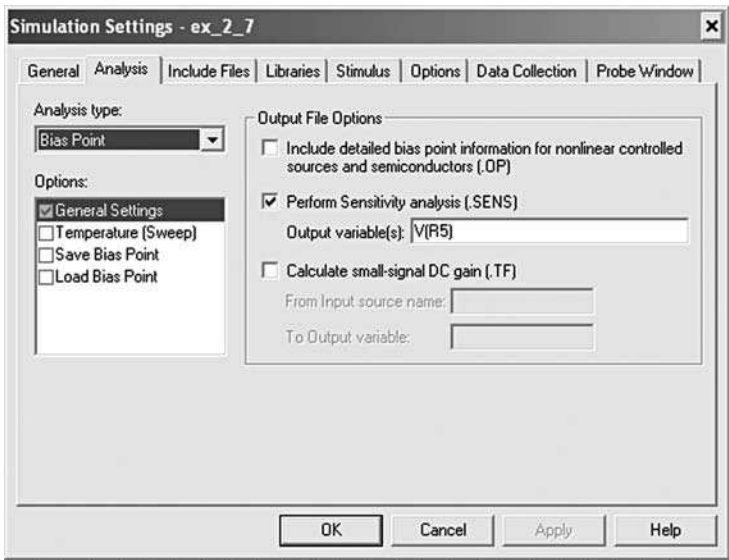 Simulation Settings - ex_2_7
General Analysis Include Files Libraries Stimulus Options Data Collection Probe Window
Analysis type:
Bias Point
Options:
General Settings
Temperature (Sweep)
Save Bias Point
Load Bias Point
Output File Options
Include detailed bias point information for nonlinear controlled
sources and semiconductors (.OP)
Perform Sensitivity analysis (.SENS)
Output variable(s): V(R5)
Calculate small-signal DC gain (.TF)
From Input source name:
To Output variable:
OK Cancel Apply Help